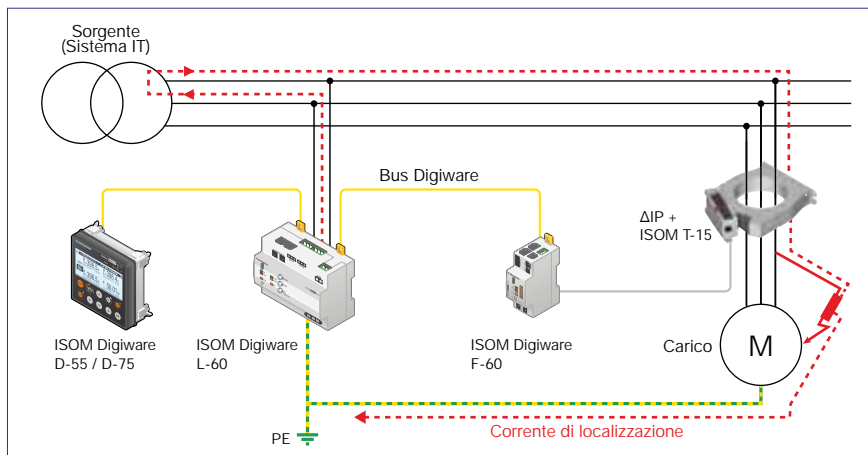 Sorgente
(Sistema IT)
Bus Digiware
ΔIP +
ISOM T-15
ISOM Digiware
D-55 / D-75
ISOM Digiware
L-60
ISOM Digiware
F-60
Carico
M
PE
Corrente di localizzazione